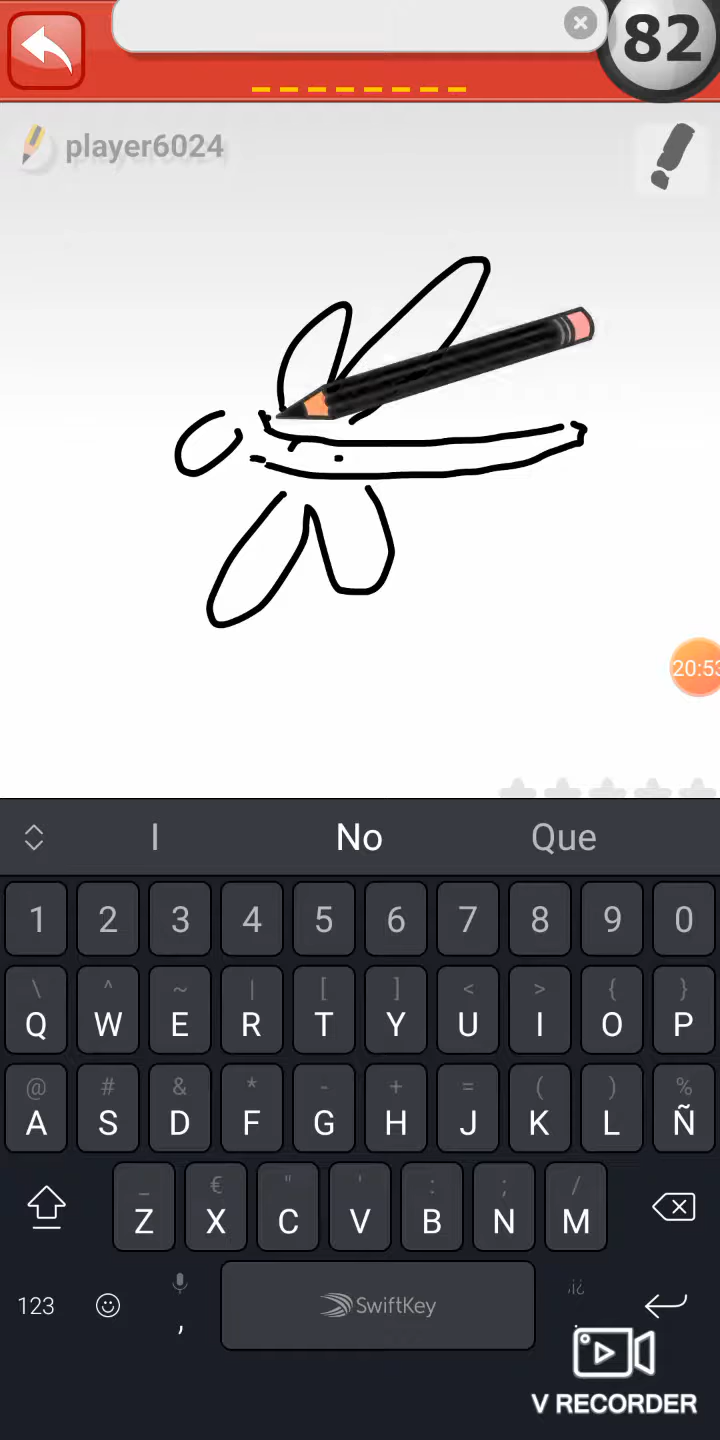 82
player6024
20:53
I No Que
1 2 3 4 5 6 7 8 9 0
\ ^ ~ | [ ] < > { }
Q W E R T Y U I O P
@ # & * - + = ( ) %
A S D F G H J K L Ñ
_ € " ' : ; /
Z X C V B N M
123 , SwiftKey .
¡¿
V RECORDER